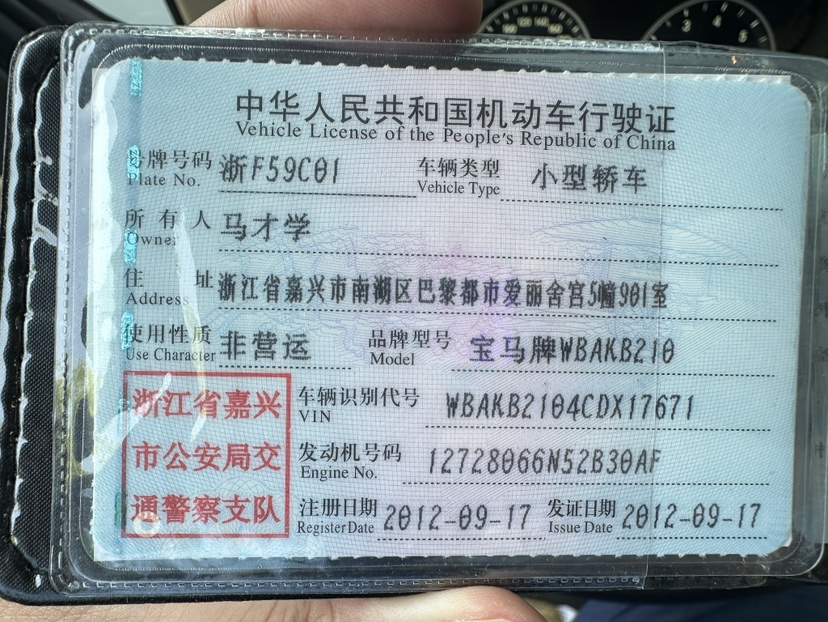 中华人民共和国机动车行驶证
Vehicle License of the People's Republic of China
号牌号码 浙F59C01 车辆类型 小型轿车
Plate No. Vehicle Type
所有人 马才学
Owner
住址 浙江省嘉兴市南湖区巴黎都市爱丽舍宫5幢901室
Address
使用性质 非营运 品牌型号 宝马牌WBAKB210
Use Character Model
浙江省嘉兴 车辆识别代号 WBAKB2104CDX17671
VIN
市公安局交 发动机号码 12728066N52B30AF
Engine No.
通警察支队 注册日期 2012-09-17 发证日期 2012-09-17
Register Date Issue Date